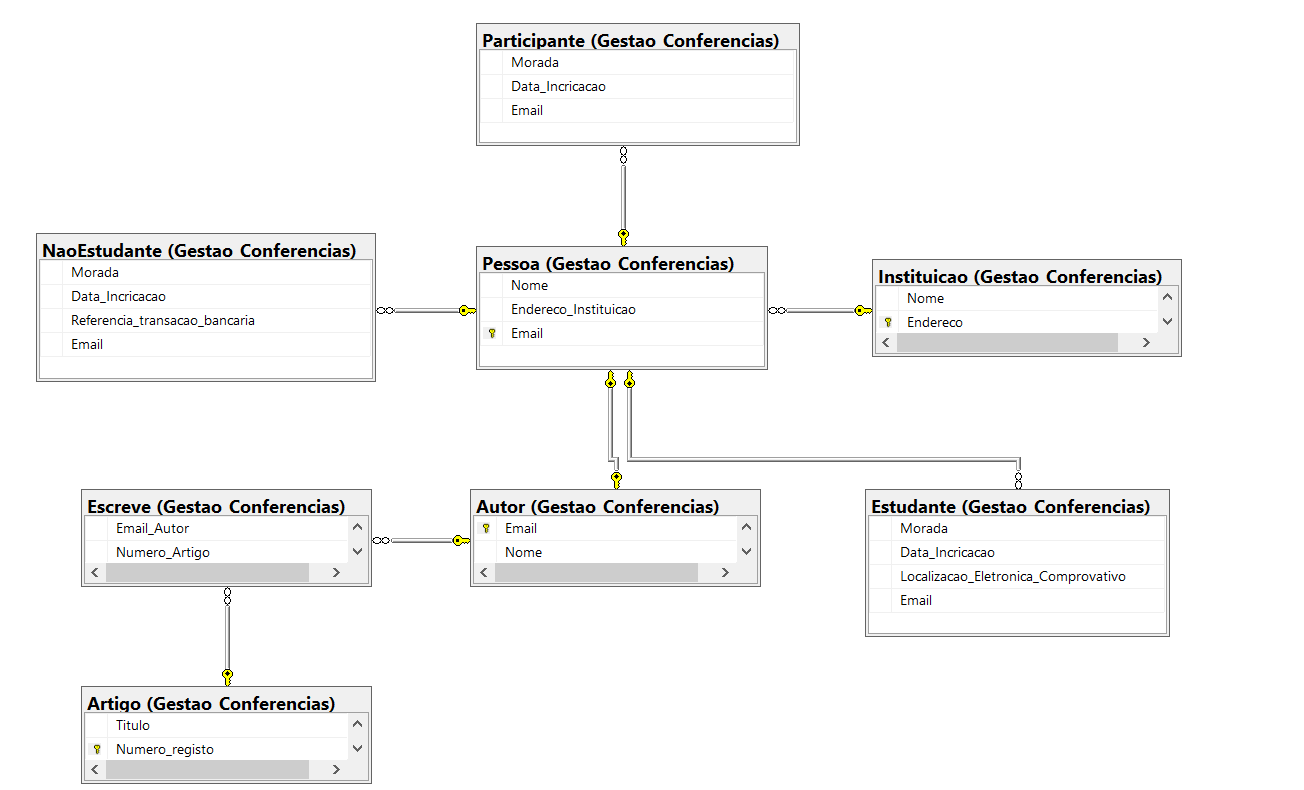 Participante (Gestao_Conferencias)
Morada
Data_Incricacao
Email
NaoEstudante (Gestao_Conferencias)
Morada
Data_Incricacao
Referencia_transacao_bancaria
Email
Pessoa (Gestao_Conferencias)
Nome
Endereco_Instituicao
Email
Instituicao (Gestao_Conferencias)
Nome
Endereco
Escreve (Gestao_Conferencias)
Email_Autor
Numero_Artigo
Autor (Gestao_Conferencias)
Email
Nome
Estudante (Gestao_Conferencias)
Morada
Data_Incricacao
Localizacao_Eletronica_Comprovativo
Email
Artigo (Gestao_Conferencias)
Titulo
Numero_registo